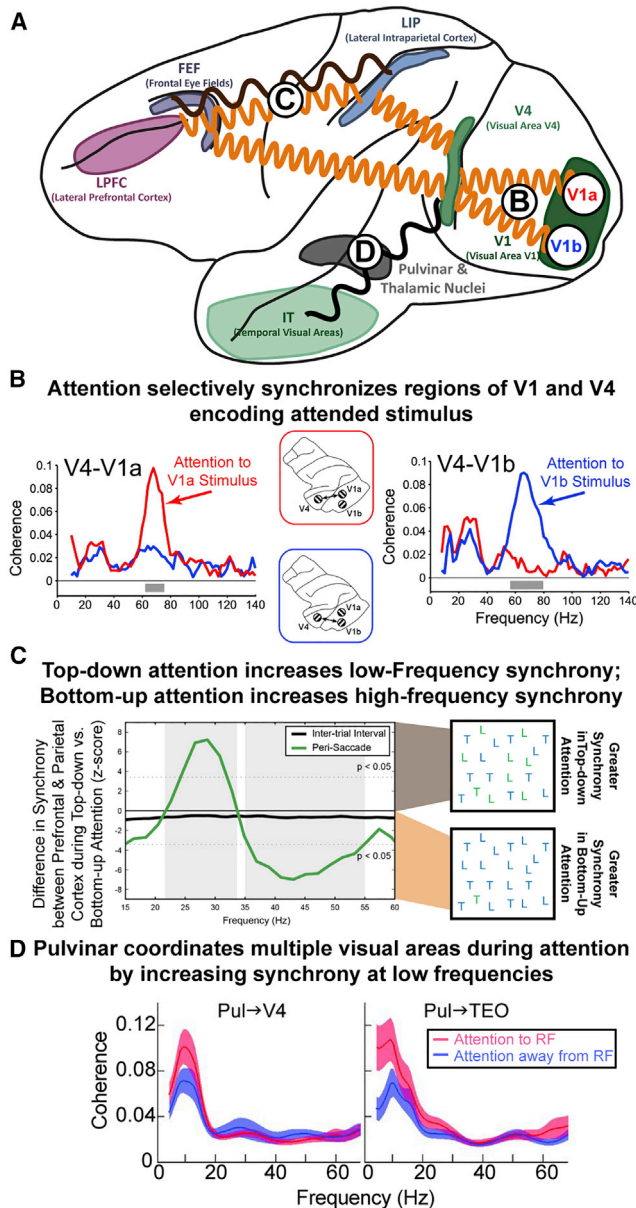 A
LIP
(Lateral Intraparietal Cortex)
FEF
(Frontal Eye Fields)
C
V4
(Visual Area V4)
LPFC
(Lateral Prefrontal Cortex)
B
V1a
V1b
V1
(Visual Area V1)
D
Pulvinar &
Thalamic Nuclei
IT
(Temporal Visual Areas)
B
Attention selectively synchronizes regions of V1 and V4
encoding attended stimulus
V4-V1a
Attention to
V1a Stimulus
Coherence
0.1
0.08
0.06
0.04
0.02
0
0 20 40 60 80 100 120 140
V1a
V4
V1b
V1a
V4
V1b
V4-V1b
Attention to
V1b Stimulus
Coherence
0.1
0.08
0.06
0.04
0.02
0
0 20 40 60 80 100 120 140
Frequency (Hz)
C
Top-down attention increases low-Frequency synchrony;
Bottom-up attention increases high-frequency synchrony
Difference in Synchrony
between Prefrontal & Parietal
Cortex during Top-down vs.
Bottom-up Attention (z-score)
8
6
4
2
0
-2
-4
-6
-8
Inter-trial Interval
Peri-Saccade
p < 0.05
p < 0.05
15 20 25 30 35 40 45 50 55 60
Frequency (Hz)
Greater
Synchrony
inTop-down
Attention
Greater
Synchrony
in Bottom-Up
Attention
D
Pulvinar coordinates multiple visual areas during attention
by increasing synchrony at low frequencies
Pul→V4
Pul→TEO
Attention to RF
Attention away from RF
Coherence
0.12
0.08
0.04
0
0 20 40 60
0 20 40 60
Frequency (Hz)